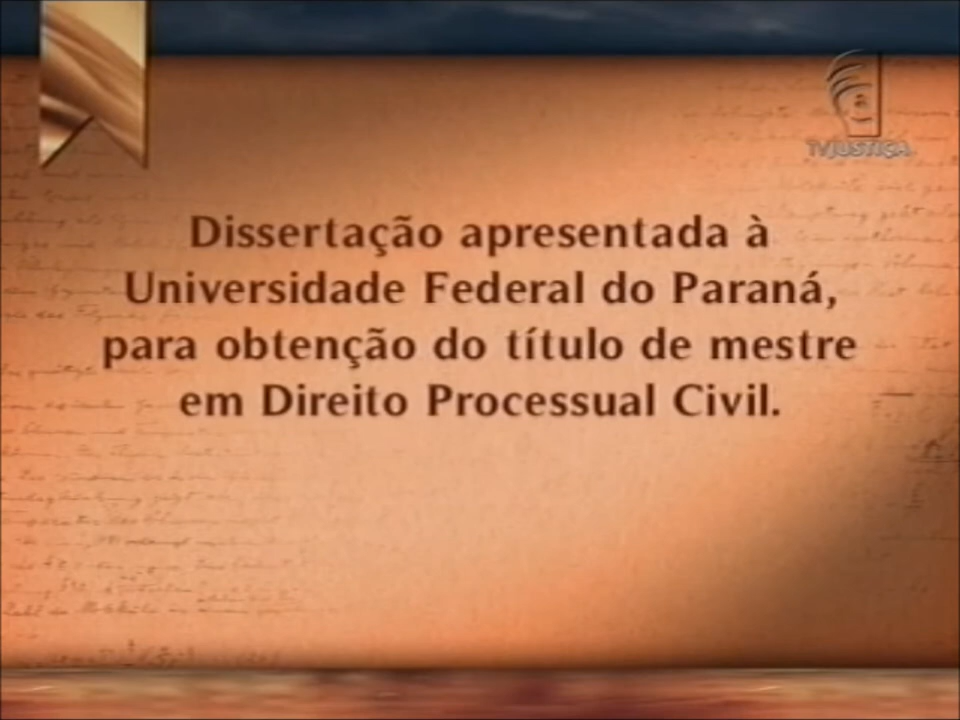 TV JUSTIÇA
Dissertação apresentada à
Universidade Federal do Paraná,
para obtenção do título de mestre
em Direito Processual Civil.